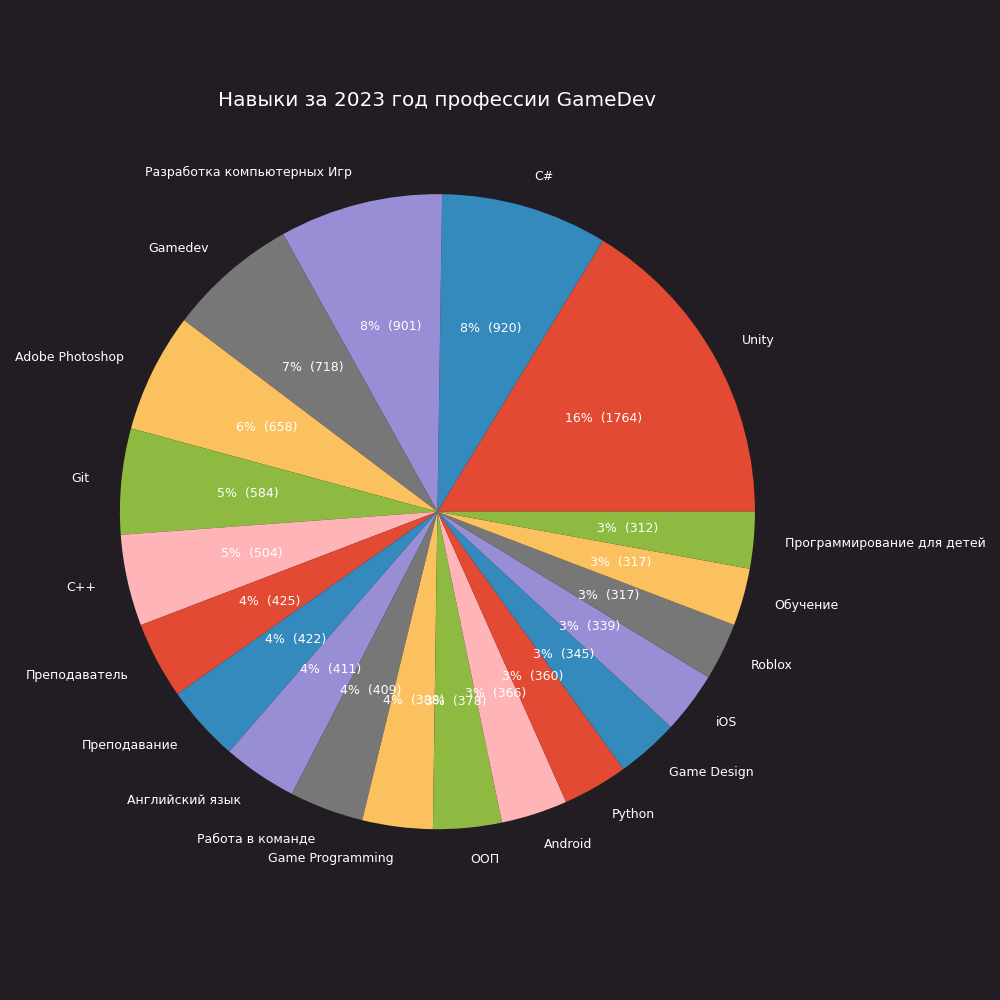 Навыки за 2023 год профессии GameDev
Unity
16%  (1764)
C#
8%  (920)
Разработка компьютерных Игр
8%  (901)
Gamedev
7%  (718)
Adobe Photoshop
6%  (658)
Git
5%  (584)
C++
5%  (504)
Преподаватель
4%  (425)
Преподавание
4%  (422)
Английский язык
4%  (411)
Работа в команде
4%  (409)
Game Programming
4%
ООП
3%  (378)
Android
3%  (366)
Python
3%  (360)
Game Design
3%  (345)
iOS
3%  (339)
Roblox
3%  (317)
Обучение
3%  (317)
Программирование для детей
3%  (312)